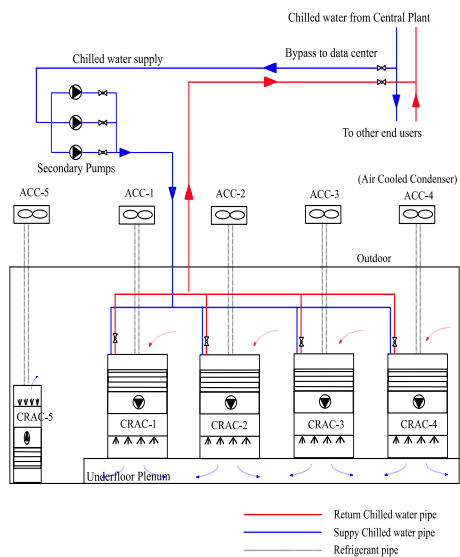 Chilled water from Central Plant
Bypass to data center
Chilled water supply
To other end users
Secondary Pumps
(Air Cooled Condenser)
ACC-5
ACC-1
ACC-2
ACC-3
ACC-4
Outdoor
CRAC-5
CRAC-1
CRAC-2
CRAC-3
CRAC-4
Underfloor Plenum
Return Chilled water pipe
Suppy Chilled water pipe
Refrigerant pipe